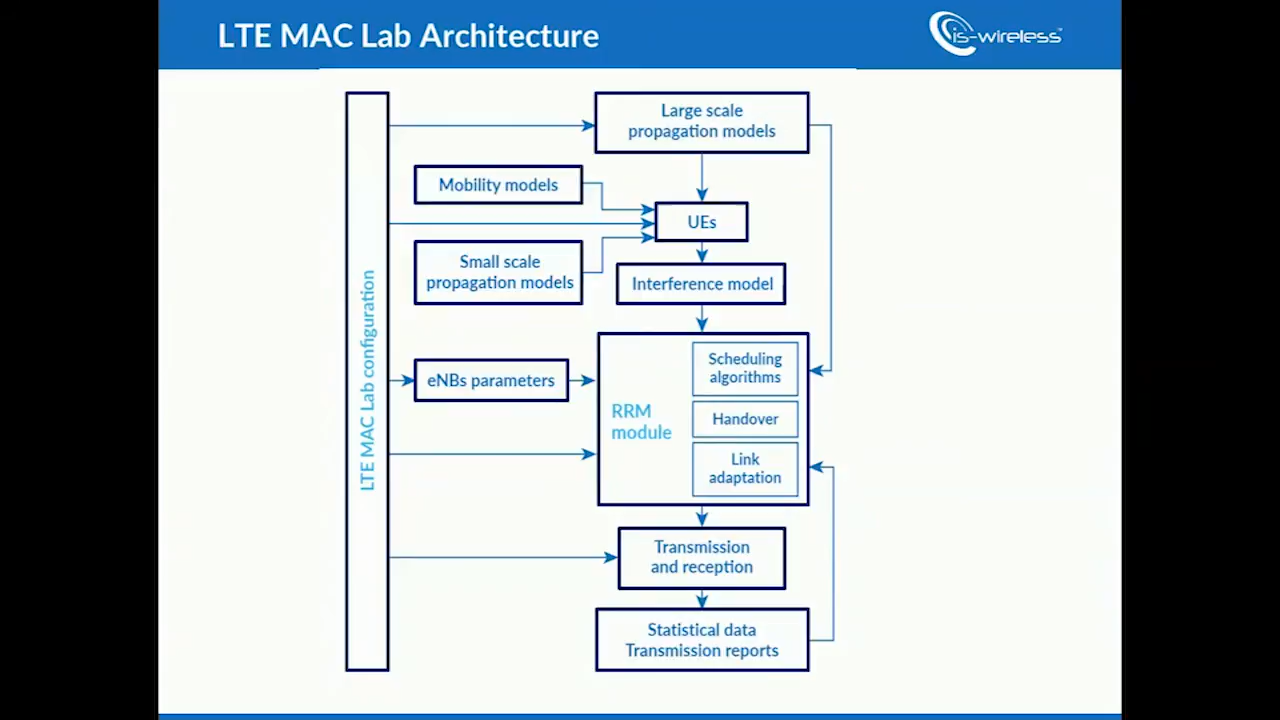 LTE MAC Lab Architecture
is-wireless™
Large scale
propagation models
Mobility models
UEs
Small scale
propagation models
Interference model
LTE MAC Lab configuration
eNBs parameters
RRM
module
Scheduling
algorithms
Handover
Link
adaptation
Transmission
and reception
Statistical data
Transmission reports